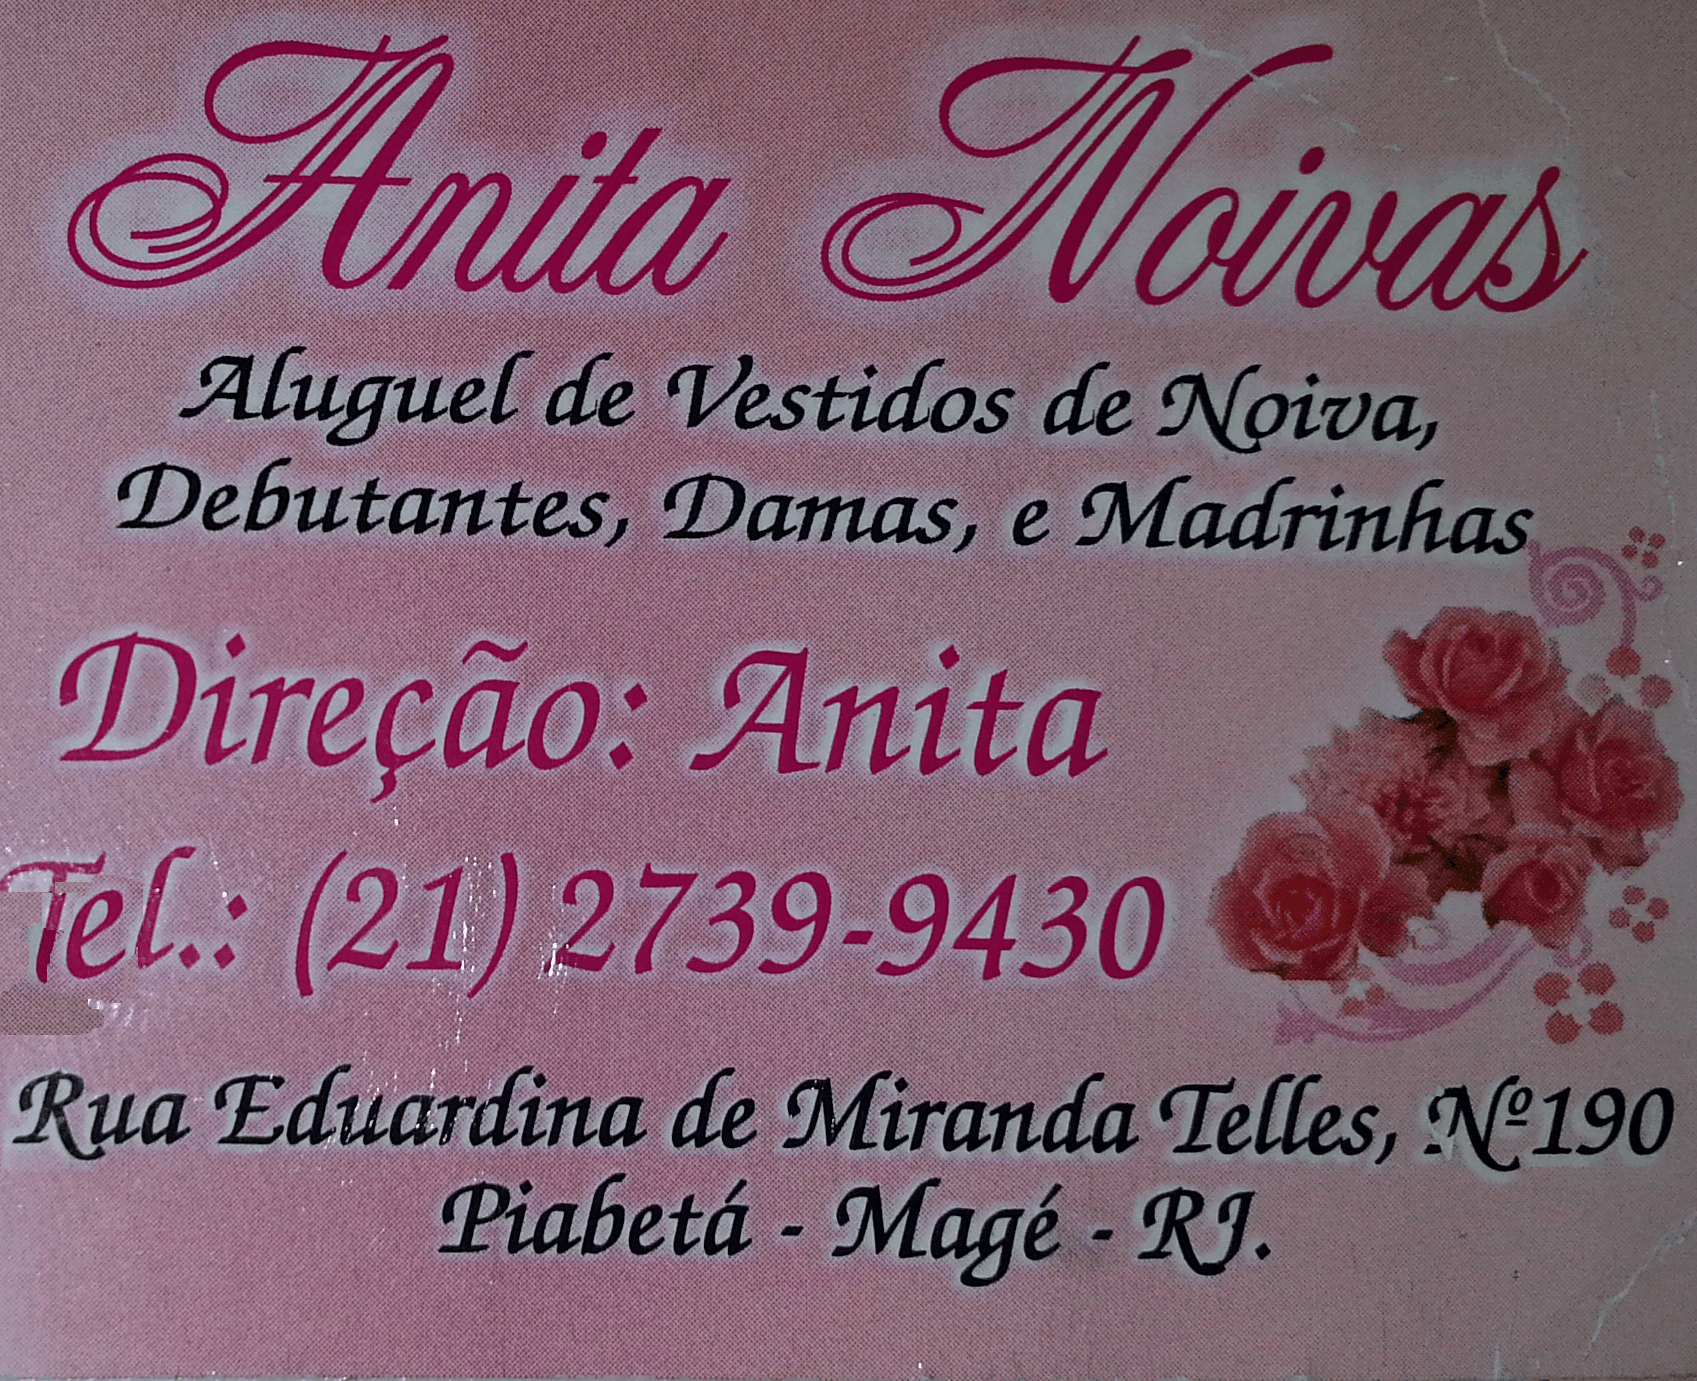 Anita Noivas
Aluguel de Vestidos de Noiva,
Debutantes, Damas, e Madrinhas
Direção: Anita
Tel.: (21) 2739-9430
Rua Eduardina de Miranda Telles, Nº190
Piabetá - Magé - RJ.